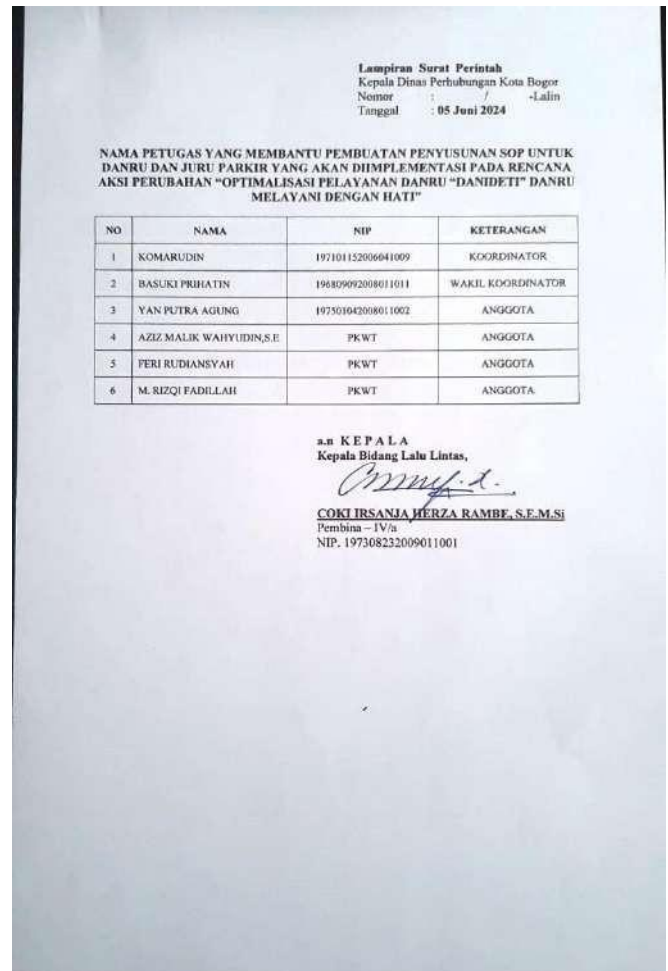 Lampiran Surat Perintah
Kepala Dinas Perhubungan Kota Bogor
Nomor : / -Lalin
Tanggal : 05 Juni 2024
NAMA PETUGAS YANG MEMBANTU PEMBUATAN PENYUSUNAN SOP UNTUK
DANRU DAN JURU PARKIR YANG AKAN DIIMPLEMENTASI PADA RENCANA
AKSI PERUBAHAN “OPTIMALISASI PELAYANAN DANRU “DANIDETI” DANRU
MELAYANI DENGAN HATI”
NO NAMA NIP KETERANGAN
1 KOMARUDIN 197101152006041009 KOORDINATOR
2 BASUKI PRIHATIN 196809092008011011 WAKIL KOORDINATOR
3 YAN PUTRA AGUNG 197501042008011002 ANGGOTA
4 AZIZ MALIK WAHYUDIN,S.E PKWT ANGGOTA
5 FERI RUDIANSYAH PKWT ANGGOTA
6 M. RIZQI FADILLAH PKWT ANGGOTA
a.n KEPALA
Kepala Bidang Lalu Lintas,
COKI IRSANJA HERZA RAMBE, S.E.M.Si
Pembina – IV/a
NIP. 197308232009011001